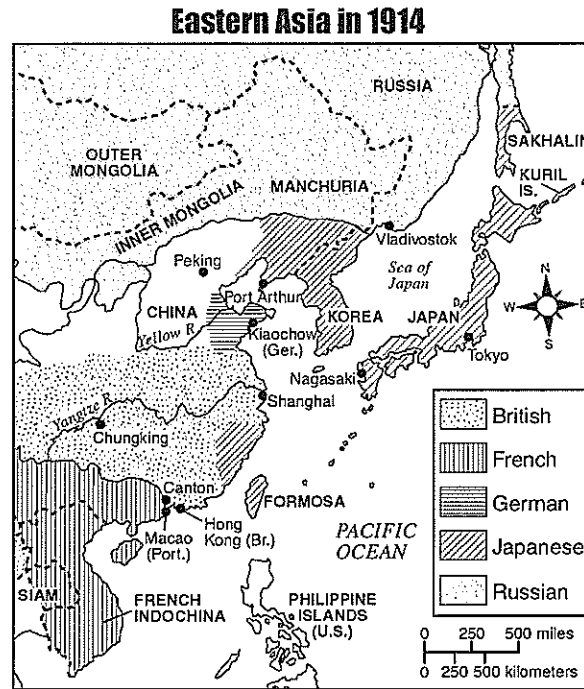 Eastern Asia in 1914
RUSSIA
SAKHALIN
OUTER
MONGOLIA
KURIL
IS.
MANCHURIA
INNER MONGOLIA
Vladivostok
Peking
Sea of
Japan
N
W
E
S
Port Arthur
CHINA
KOREA
JAPAN
Yellow R.
Kiaochow
(Ger.)
Tokyo
Nagasaki
Shanghai
Yangtze R.
Chungking
British
French
German
Japanese
Russian
Canton
FORMOSA
Hong
Kong (Br.)
Macao
(Port.)
PACIFIC
OCEAN
SIAM
FRENCH
INDOCHINA
PHILIPPINE
ISLANDS
(U.S.)
0 250 500 miles
0 250 500 kilometers